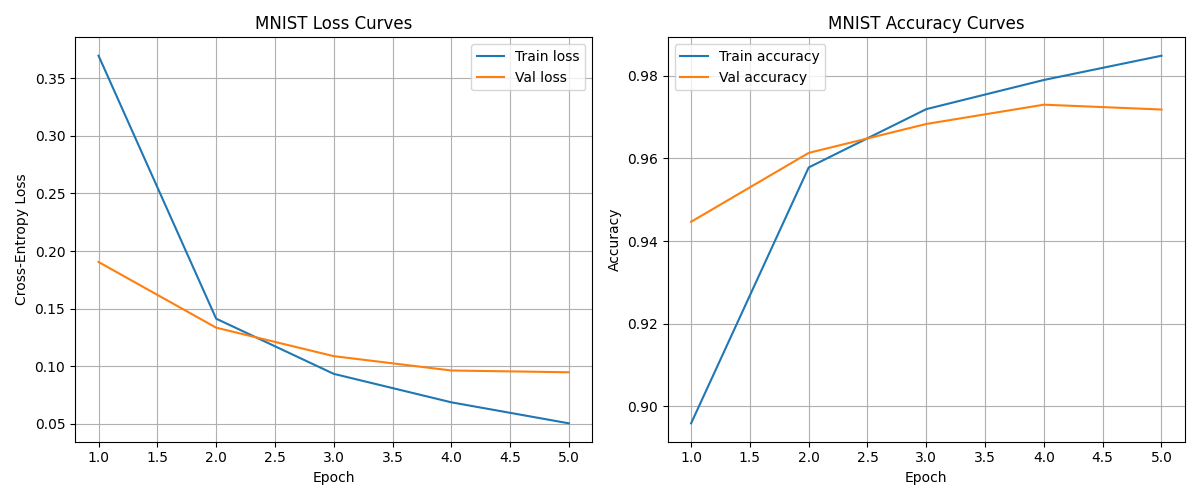 MNIST Loss Curves
Train loss
Val loss
Cross-Entropy Loss
0.35
0.30
0.25
0.20
0.15
0.10
0.05
1.0 1.5 2.0 2.5 3.0 3.5 4.0 4.5 5.0
Epoch
MNIST Accuracy Curves
Train accuracy
Val accuracy
Accuracy
0.98
0.96
0.94
0.92
0.90
1.0 1.5 2.0 2.5 3.0 3.5 4.0 4.5 5.0
Epoch